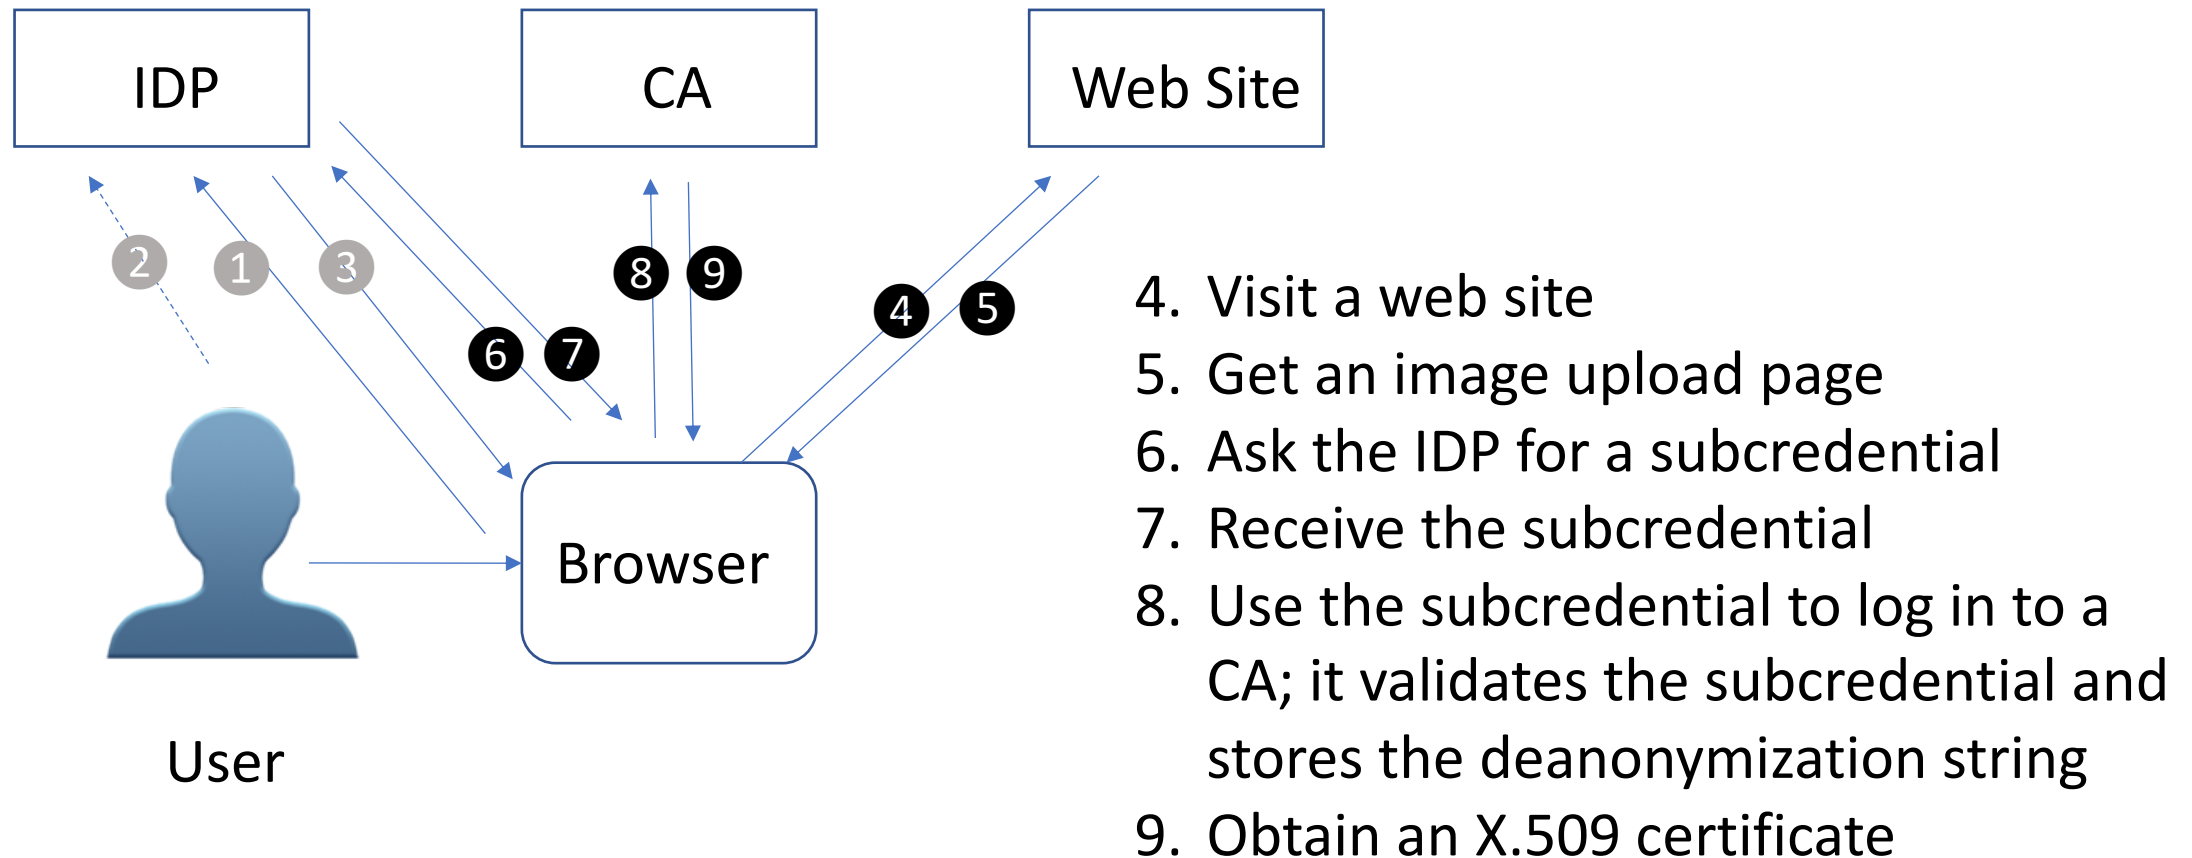 IDP
CA
Web Site
2
1
3
8
9
4
5
6
7
Browser
User
4. Visit a web site
5. Get an image upload page
6. Ask the IDP for a subcredential
7. Receive the subcredential
8. Use the subcredential to log in to a
CA; it validates the subcredential and
stores the deanonymization string
9. Obtain an X.509 certificate